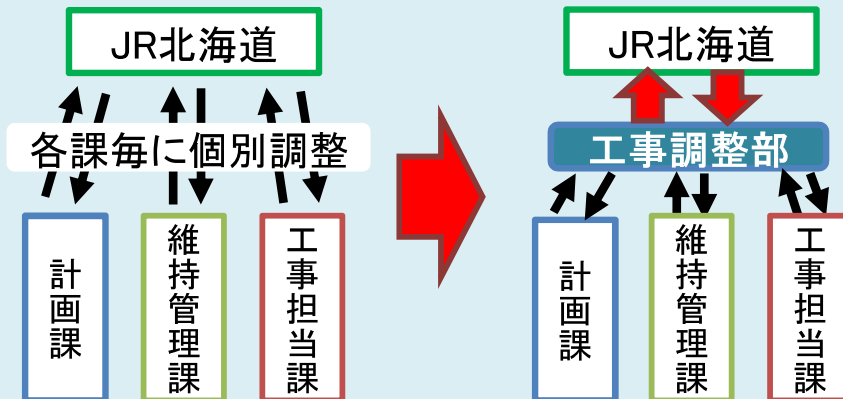 JR北海道
各課毎に個別調整
計画課
維持管理課
工事担当課
JR北海道
工事調整部
計画課
維持管理課
工事担当課